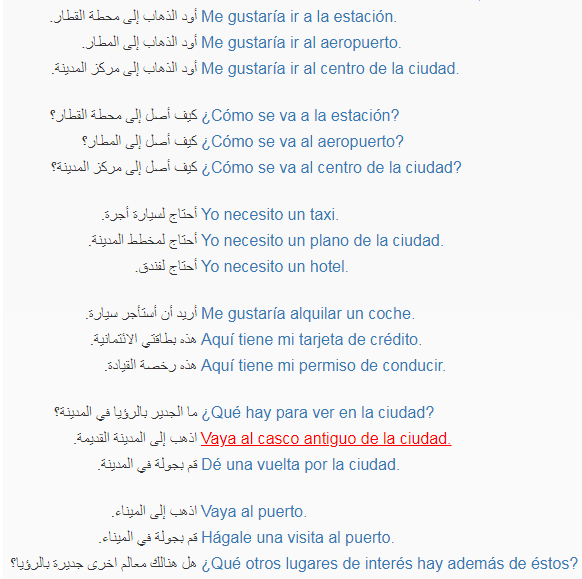 أود الذهاب إلى محطة القطار. Me gustaría ir a la estación.
أود الذهاب إلى المطار. Me gustaría ir al aeropuerto.
أود الذهاب إلى مركز المدينة. Me gustaría ir al centro de la ciudad.
كيف أصل إلى محطة القطار؟ ¿Cómo se va a la estación?
كيف أصل إلى المطار؟ ¿Cómo se va al aeropuerto?
كيف أصل إلى مركز المدينة؟ ¿Cómo se va al centro de la ciudad?
أحتاج لسيارة أجرة. Yo necesito un taxi.
أحتاج لمخطط المدينة. Yo necesito un plano de la ciudad.
أحتاج لفندق. Yo necesito un hotel.
أريد أن أستأجر سيارة. Me gustaría alquilar un coche.
هذه بطاقتي الائتمانية. Aquí tiene mi tarjeta de crédito.
هذه رخصة القيادة. Aquí tiene mi permiso de conducir.
ما الجدير بالرؤيا في المدينة؟ ¿Qué hay para ver en la ciudad?
اذهب إلى المدينة القديمة. Vaya al casco antiguo de la ciudad.
قم بجولة في المدينة. Dé una vuelta por la ciudad.
اذهب إلى الميناء. Vaya al puerto.
قم بجولة في الميناء. Hágale una visita al puerto.
هل هنالك معالم اخرى جديرة بالرؤيا؟ ¿Qué otros lugares de interés hay además de éstos?